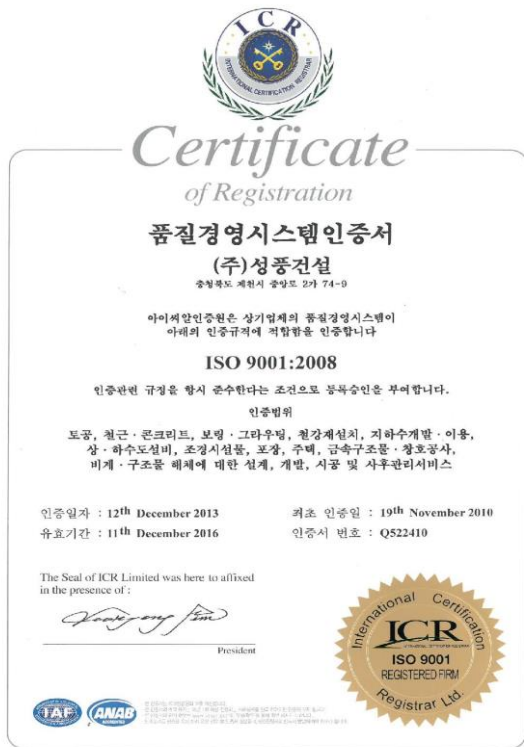 ICR
INTERNATIONAL CERTIFICATION REGISTRAR
Certificate
of Registration
품질경영시스템인증서
(주)성풍건설
충청북도 제천시 중앙로 2가 74-9
아이씨알인증원은 상기업체의 품질경영시스템이
아래의 인증규격에 적합함을 인증합니다
ISO 9001:2008
인증관련 규정을 항시 준수한다는 조건으로 등록승인을 부여합니다.
인증범위
토공, 철근·콘크리트, 보링·그라우팅, 철강재설치, 지하수개발·이용,
상·하수도설비, 조경시설물, 포장, 주택, 금속구조물·창호공사,
비계·구조물 해체에 대한 설계, 개발, 시공 및 사후관리서비스
인증일자 : 12th December 2013
최초 인증일 : 19th November 2010
유효기간 : 11th December 2016
인증서 번호 : Q522410
The Seal of ICR Limited was here to affixed
in the presence of :
President
International Certification
ICR
ISO 9001
REGISTERED FIRM
Registrar Ltd.
IAF
ANAB